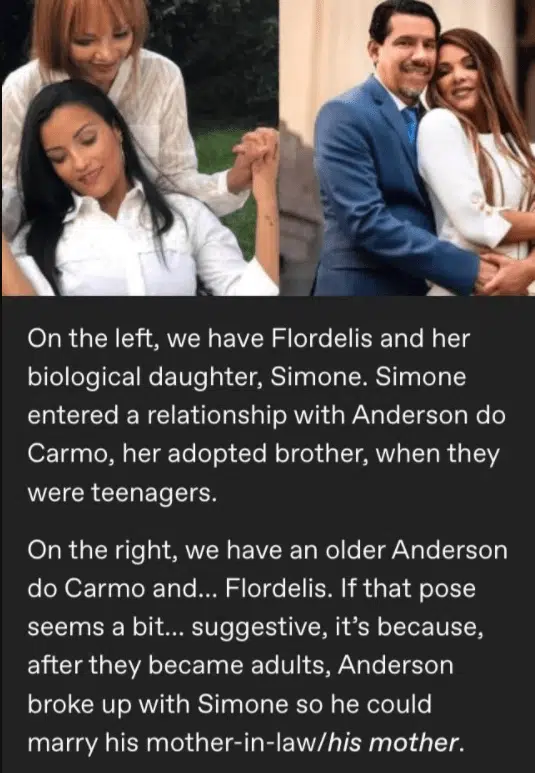 On the left, we have Flordelis and her
biological daughter, Simone. Simone
entered a relationship with Anderson do
Carmo, her adopted brother, when they
were teenagers.
On the right, we have an older Anderson
do Carmo and... Flordelis. If that pose
seems a bit... suggestive, it’s because,
after they became adults, Anderson
broke up with Simone so he could
marry his mother-in-law/his mother.